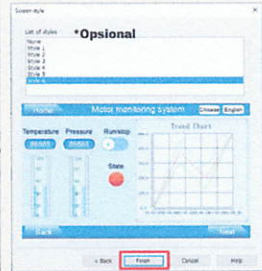 Screen style
List of styles *Opsional
None
Style 1
Style 2
Style 3
Style 4
Style 5
Style 6
Home Motor monitoring system Chinese English
Temperature Pressure Run/stop
State
Trend Chart
Back Next
< Back Finish Cancel Help